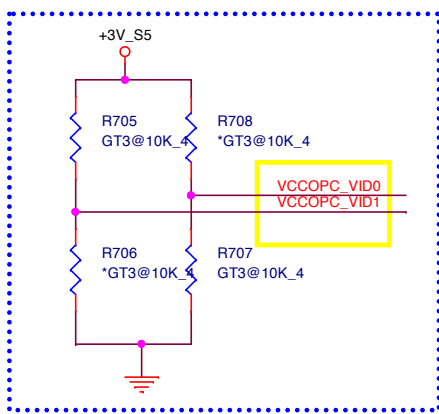 +3V_S5
R705
GT3@10K_4
R708
*GT3@10K_4
VCCOPC_VID0
VCCOPC_VID1
R706
*GT3@10K_4
R707
GT3@10K_4